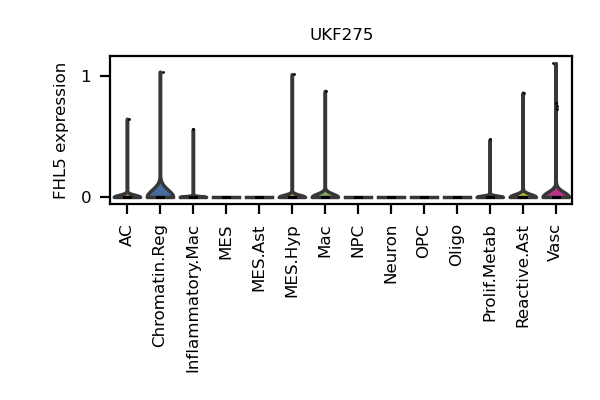 UKF275
FHL5 expression
1
0
AC
Chromatin.Reg
Inflammatory.Mac
MES
MES.Ast
MES.Hyp
Mac
NPC
Neuron
OPC
Oligo
Prolif.Metab
Reactive.Ast
Vasc